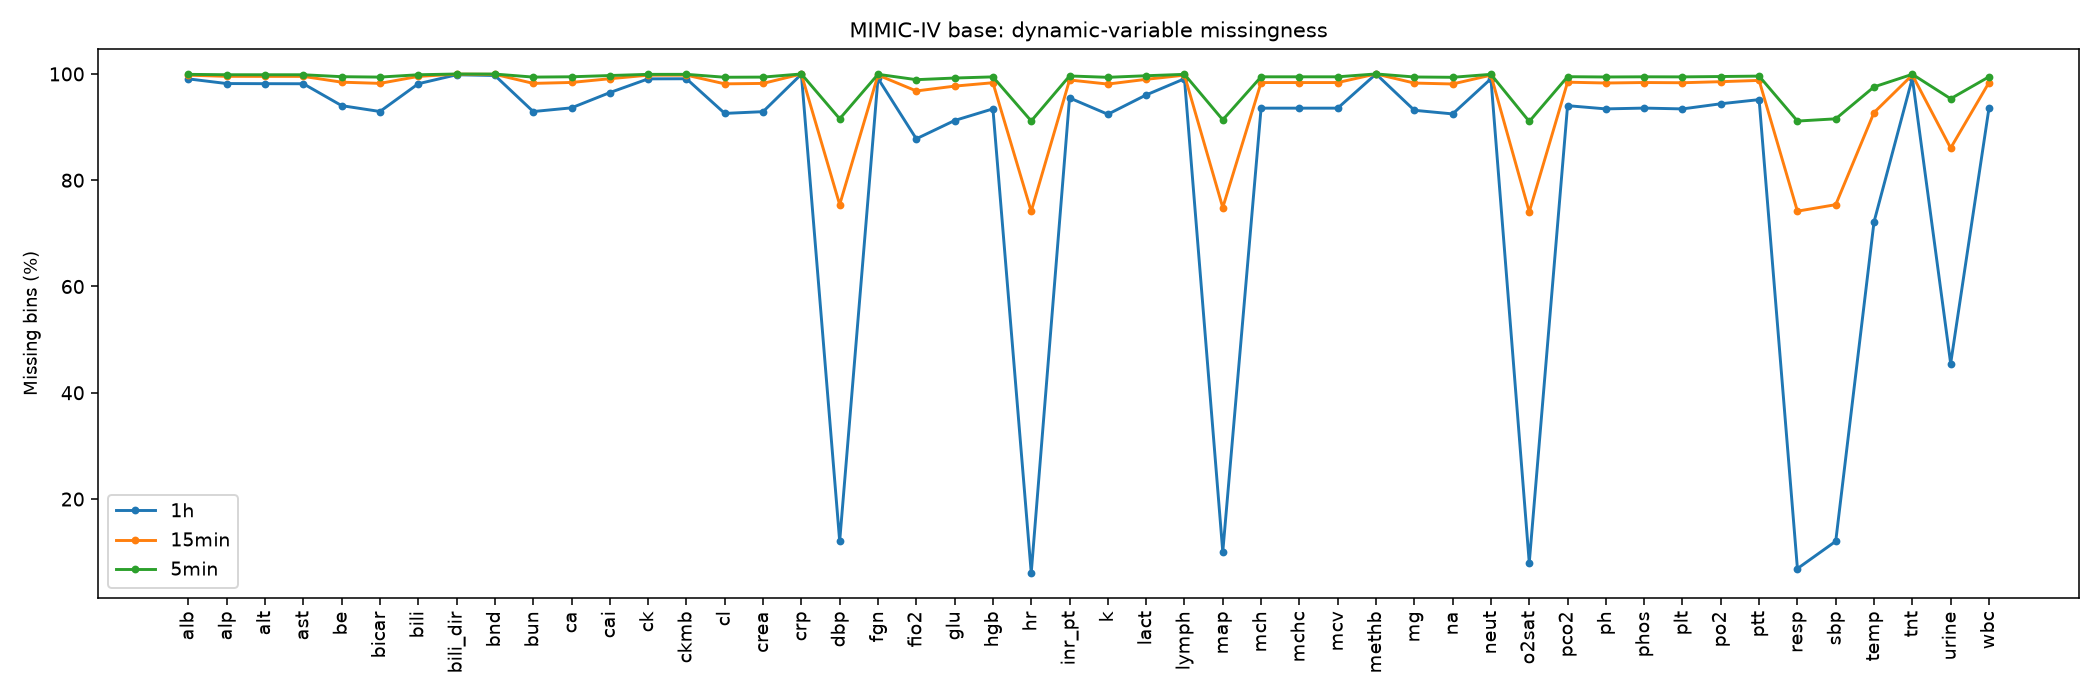 MIMIC-IV base: dynamic-variable missingness
Missing bins (%)
100
80
60
40
20
1h
15min
5min
alb
alp
alt
ast
be
bicar
bili
bili_dir
bnd
bun
ca
cai
ck
ckmb
cl
crea
crp
dbp
fgn
fio2
glu
hgb
hr
inr_pt
k
lact
lymph
map
mch
mchc
mcv
methb
mg
na
neut
o2sat
pco2
ph
phos
plt
po2
ptt
resp
sbp
temp
tnt
urine
wbc